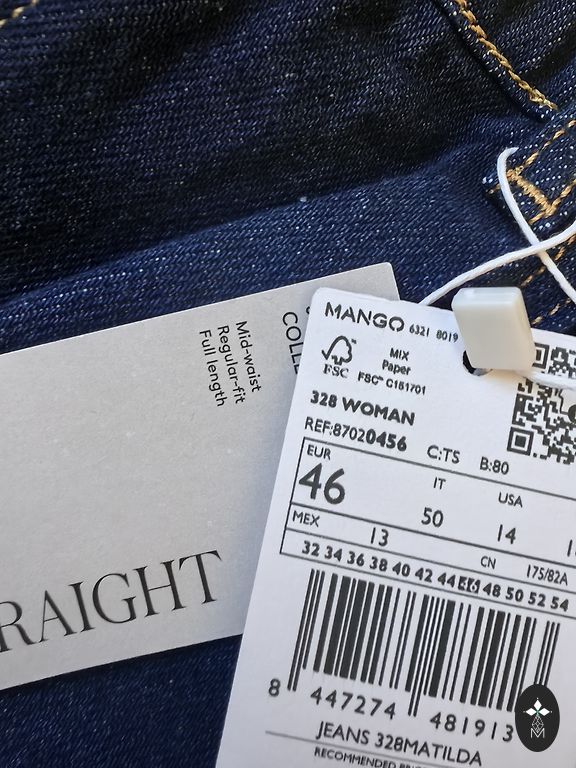 Mid-waist
Regular-fit
Full length
RAIGHT
MANGO 6321 8019
FSC
MIX
Paper
FSC™ C151701
328 WOMAN
REF:87020456 C:TS B:80
EUR
46
IT
50
USA
14
MEX
13
CN
175/82A
32 34 36 38 40 42 44 46 48 50 52 54
8 447274 481913
JEANS 328MATILDA
M